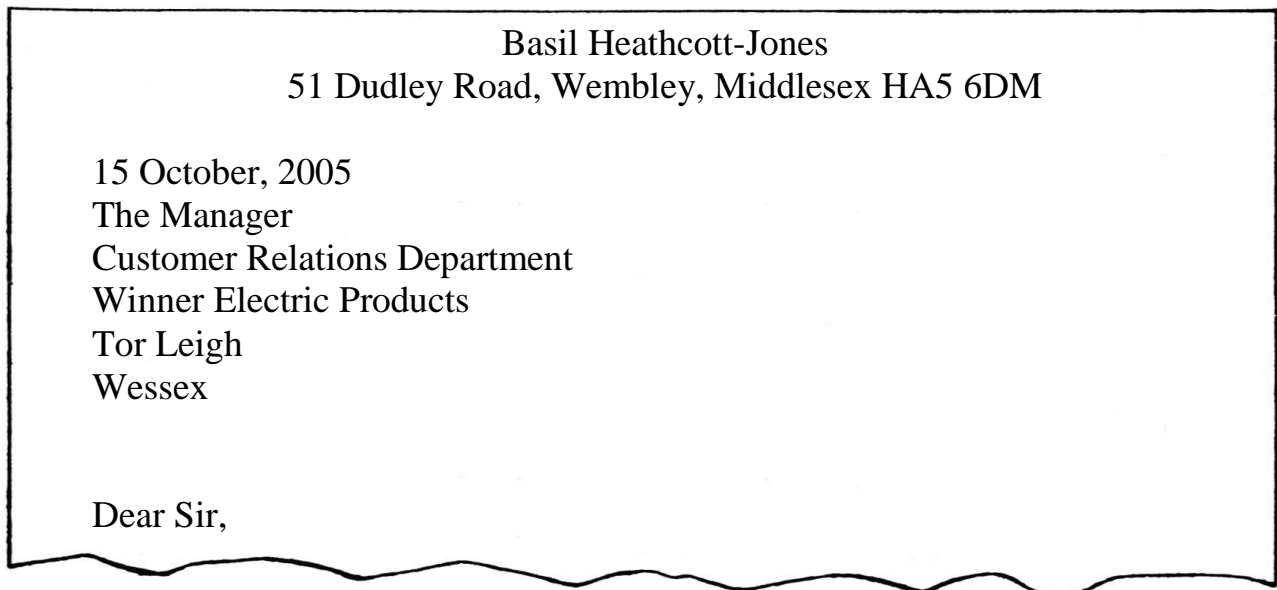 Basil Heathcott-Jones
51 Dudley Road, Wembley, Middlesex HA5 6DM
15 October, 2005
The Manager
Customer Relations Department
Winner Electric Products
Tor Leigh
Wessex
Dear Sir,